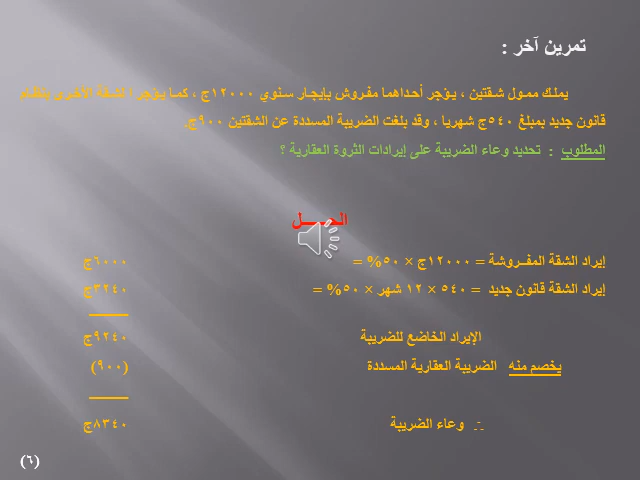 تمرين آخر :
يملك ممول شقتين ، يؤجر أحداهما مفروش بإيجار سنوي ١٢٠٠٠ج ، كما يؤجر ا لشقة الأخرى بنظام
قانون جديد بمبلغ ٥٤٠ج شهريا ، وقد بلغت الضريبة المسددة عن الشقتين ٩٠٠ج.
المطلوب : تحديد وعاء الضريبة على إيرادات الثروة العقارية ؟
الحــــل
إيراد الشقة المفــروشة = ١٢٠٠٠ج × ٥٠% = ٦٠٠٠ج
إيراد الشقة قانون جديد = ٥٤٠ × ١٢ شهر × ٥٠% = ٣٢٤٠ج
الإيراد الخاضع للضريبة ٩٢٤٠ج
يخصم منه الضريبة العقارية المسددة (٩٠٠)
∴ وعاء الضريبة ٨٣٤٠ج
(٦)